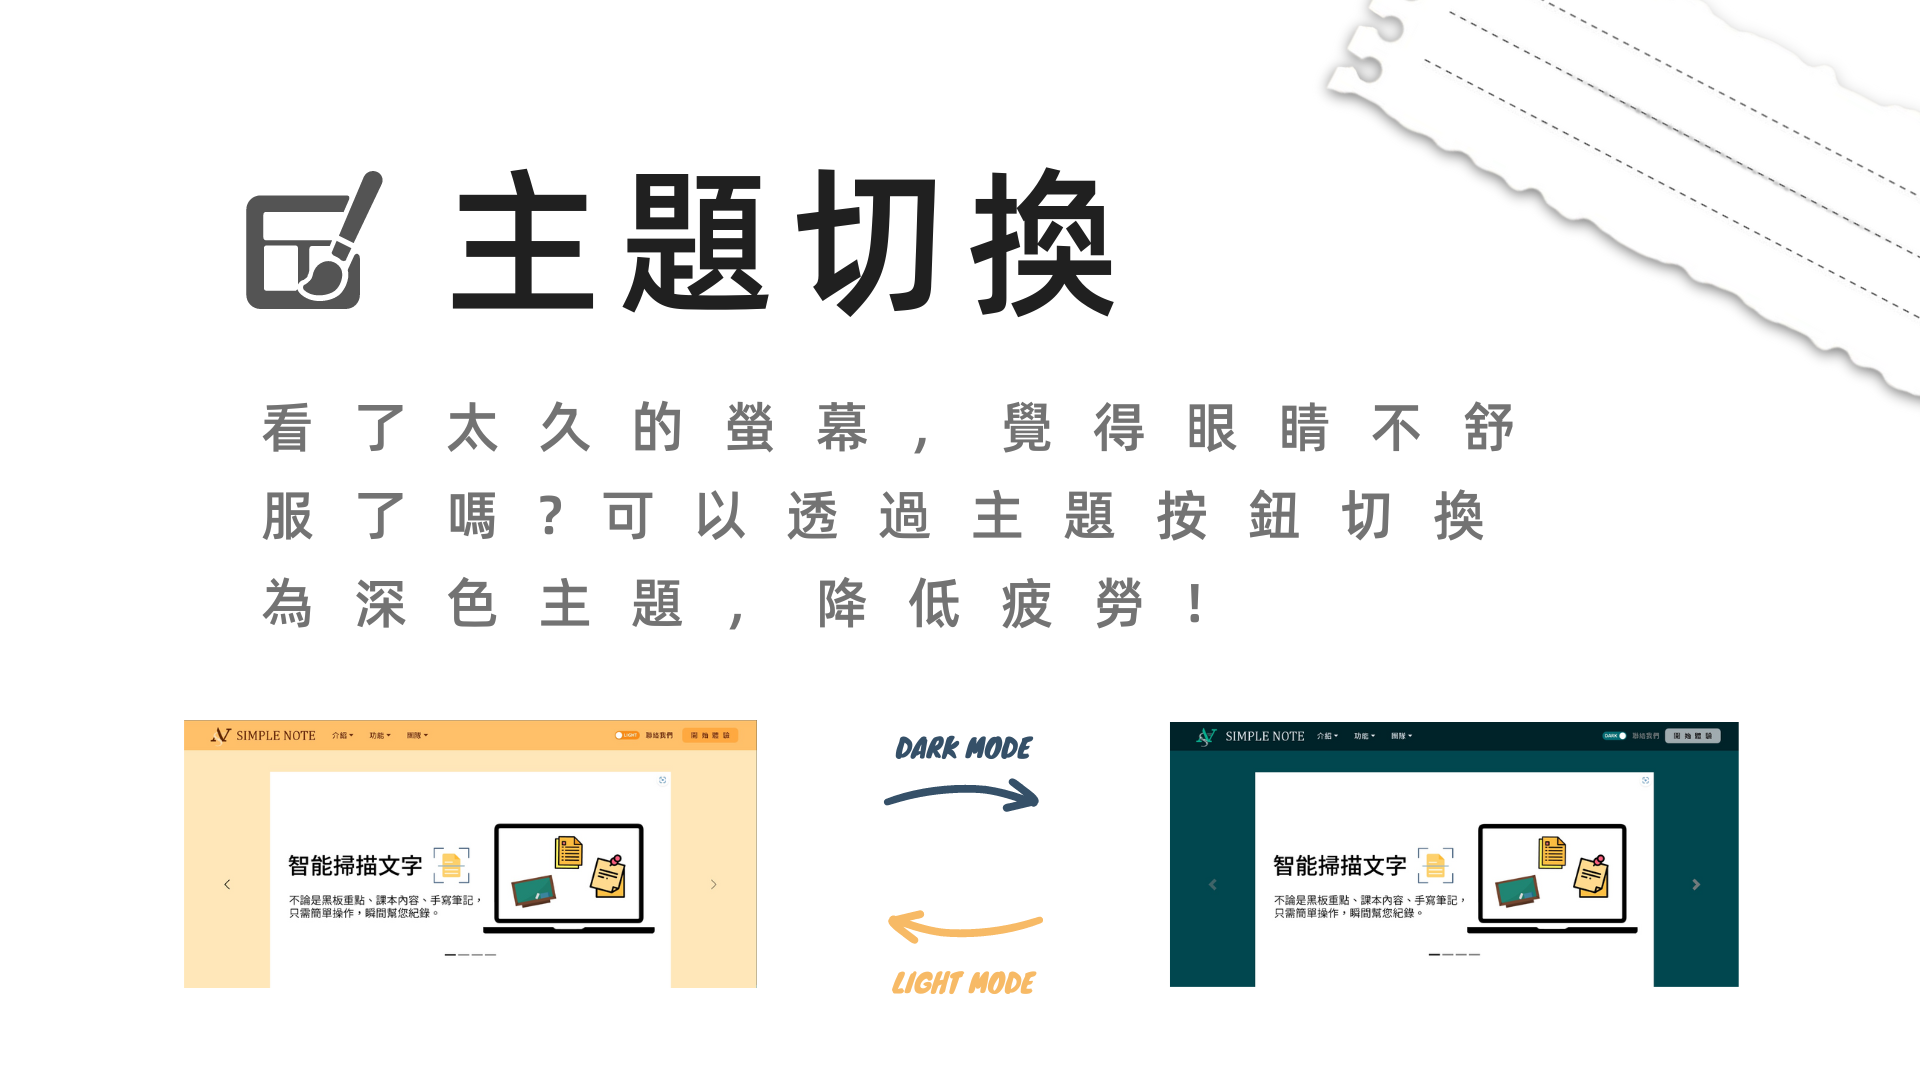 主題切換
看了太久的螢幕, 覺得眼睛不舒
服了嗎?可以透過主題按鈕切換
為深色主題, 降低疲勞!
SIMPLE NOTE 介紹 功能 團隊 LIGHT 聯絡我們 開始體驗
智能掃描文字
不論是黑板重點、課本內容、手寫筆記，
只需簡單操作，瞬間幫您紀錄。
DARK MODE
LIGHT MODE
SIMPLE NOTE 介紹 功能 團隊 DARK 聯絡我們 開始體驗
智能掃描文字
不論是黑板重點、課本內容、手寫筆記，
只需簡單操作，瞬間幫您紀錄。